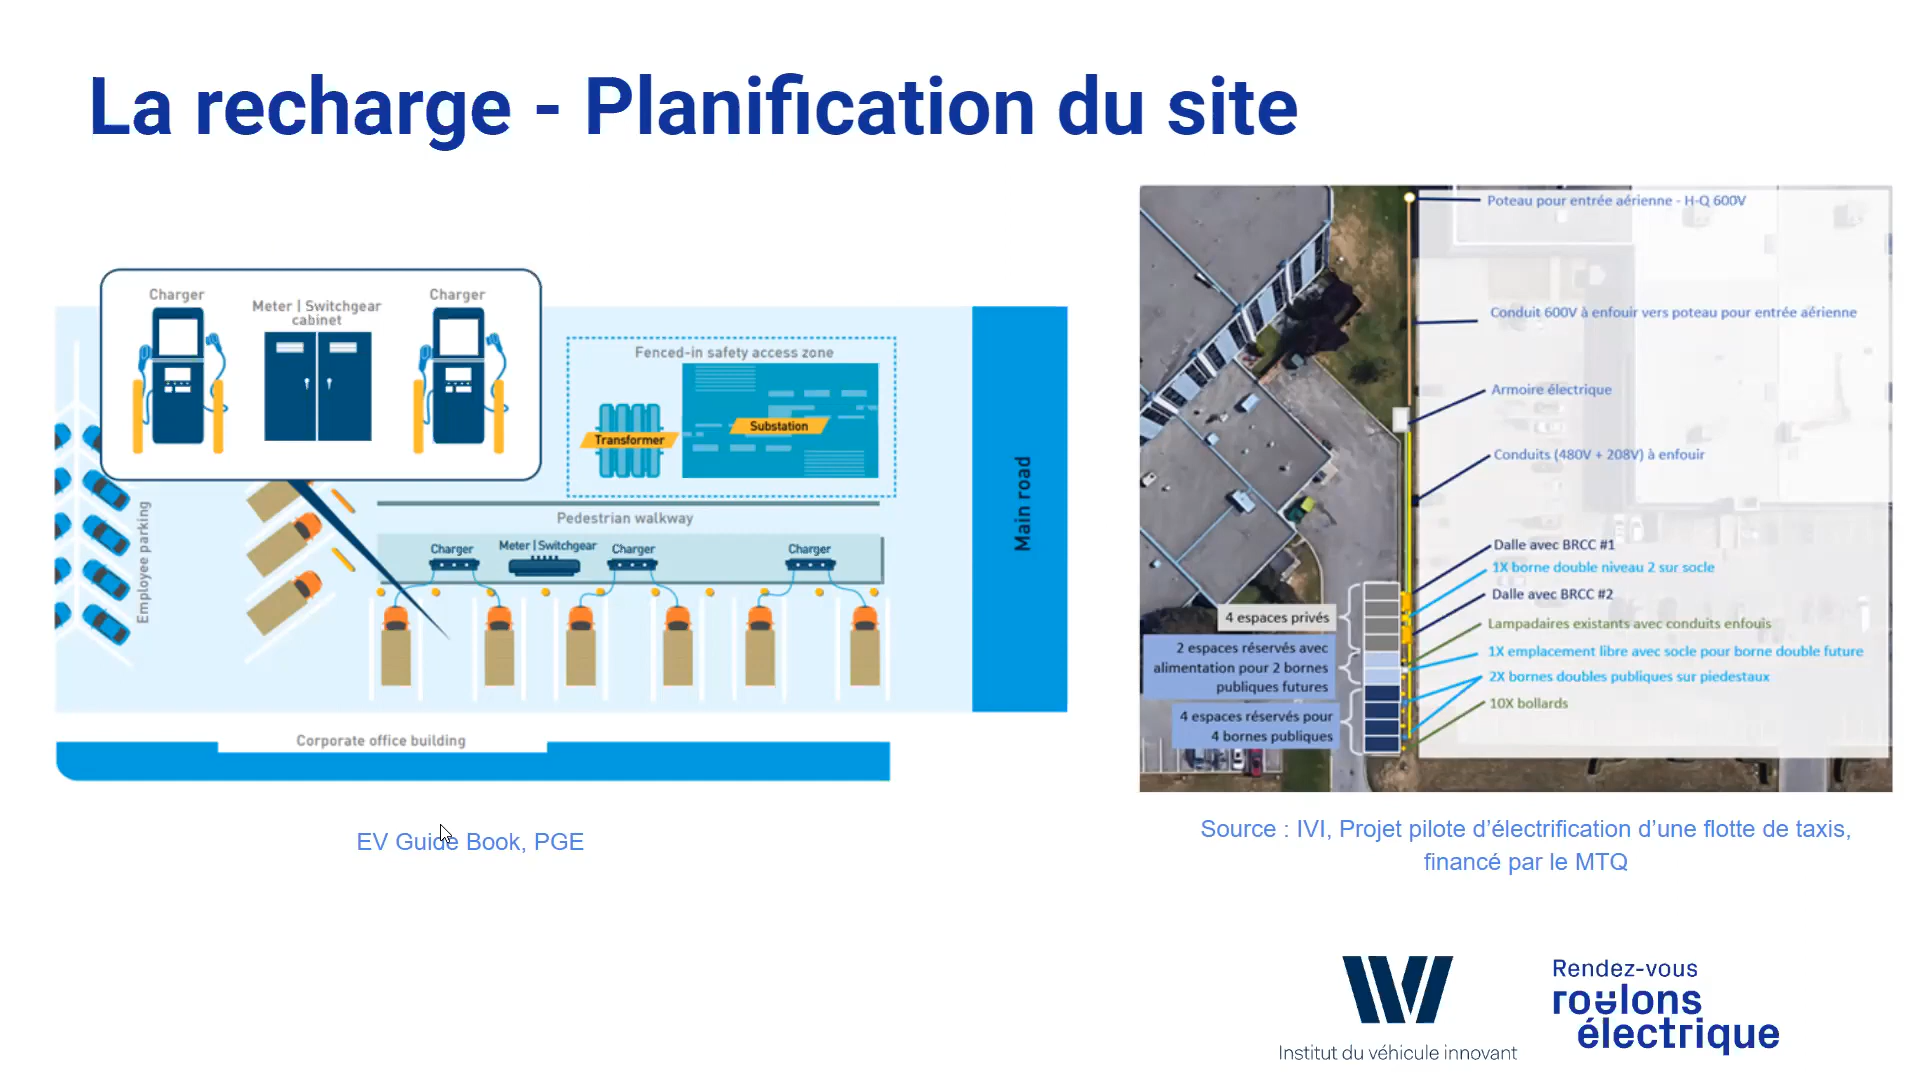 La recharge - Planification du site
Charger
Meter | Switchgear
cabinet
Charger
Fenced-in safety access zone
Transformer
Substation
Pedestrian walkway
Charger
Meter | Switchgear
Charger
Charger
Employee parking
Main road
Corporate office building
EV Guide Book, PGE
Poteau pour entrée aérienne - H-Q 600V
Conduit 600V à enfouir vers poteau pour entrée aérienne
Armoire électrique
Conduits (480V + 208V) à enfouir
Dalle avec BRCC #1
1X borne double niveau 2 sur socle
Dalle avec BRCC #2
Lampadaires existants avec conduits enfouis
1X emplacement libre avec socle pour borne double future
2X bornes doubles publiques sur piedestaux
10X bollards
4 espaces privés
2 espaces réservés avec
alimentation pour 2 bornes
publiques futures
4 espaces réservés pour
4 bornes publiques
Source : IVI, Projet pilote d’électrification d’une flotte de taxis,
financé par le MTQ
IVI
Institut du véhicule innovant
Rendez-vous
roulons
électrique